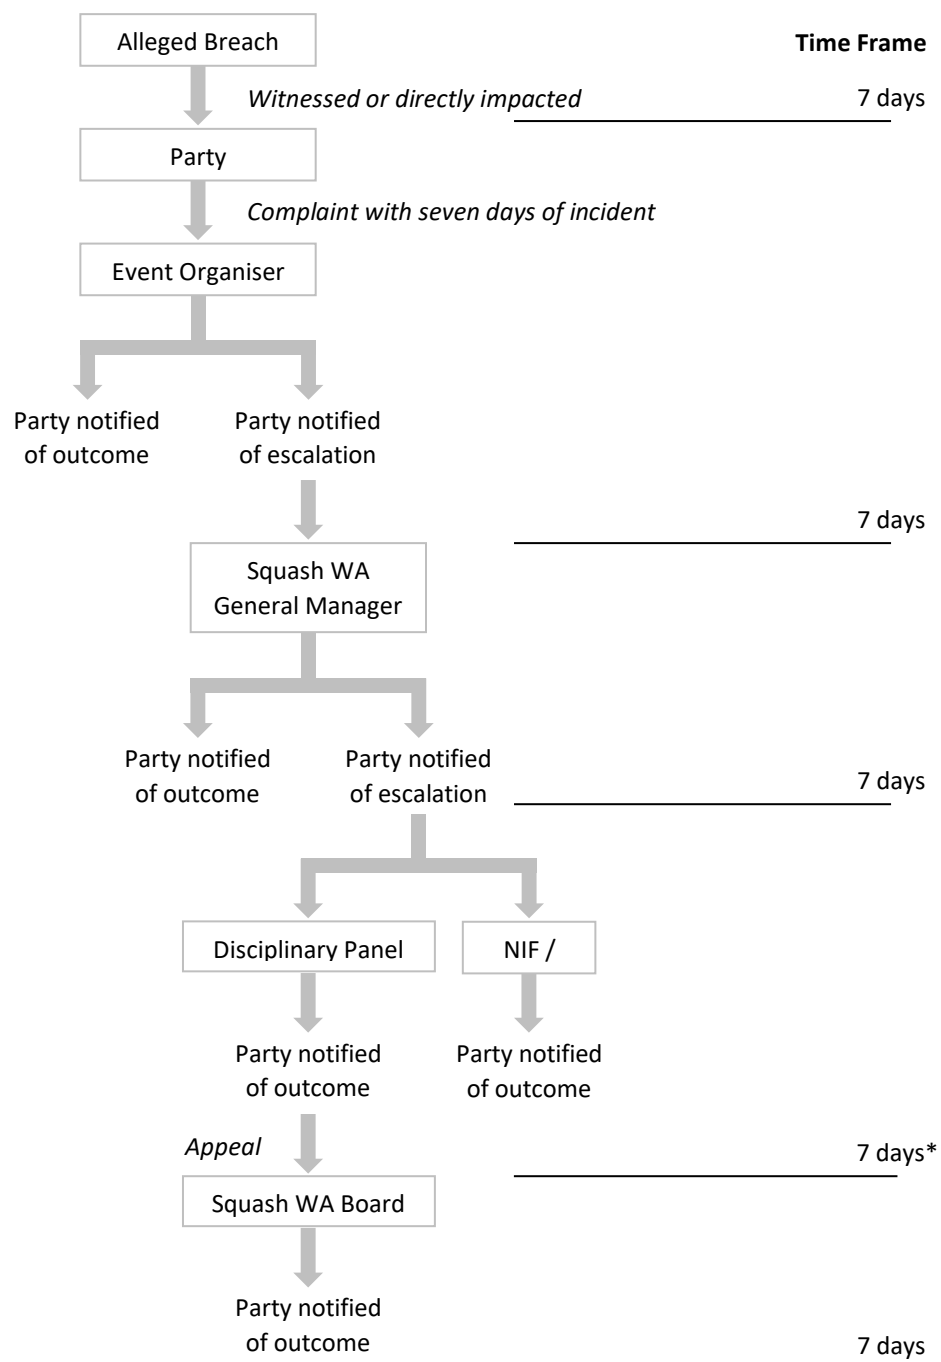 Alleged Breach
Time Frame
Witnessed or directly impacted
7 days
Party
Complaint with seven days of incident
Event Organiser
Party notified
of outcome
Party notified
of escalation
7 days
Squash WA
General Manager
Party notified
of outcome
Party notified
of escalation
7 days
Disciplinary Panel
NIF /
Party notified
of outcome
Party notified
of outcome
Appeal
7 days*
Squash WA Board
Party notified
of outcome
7 days